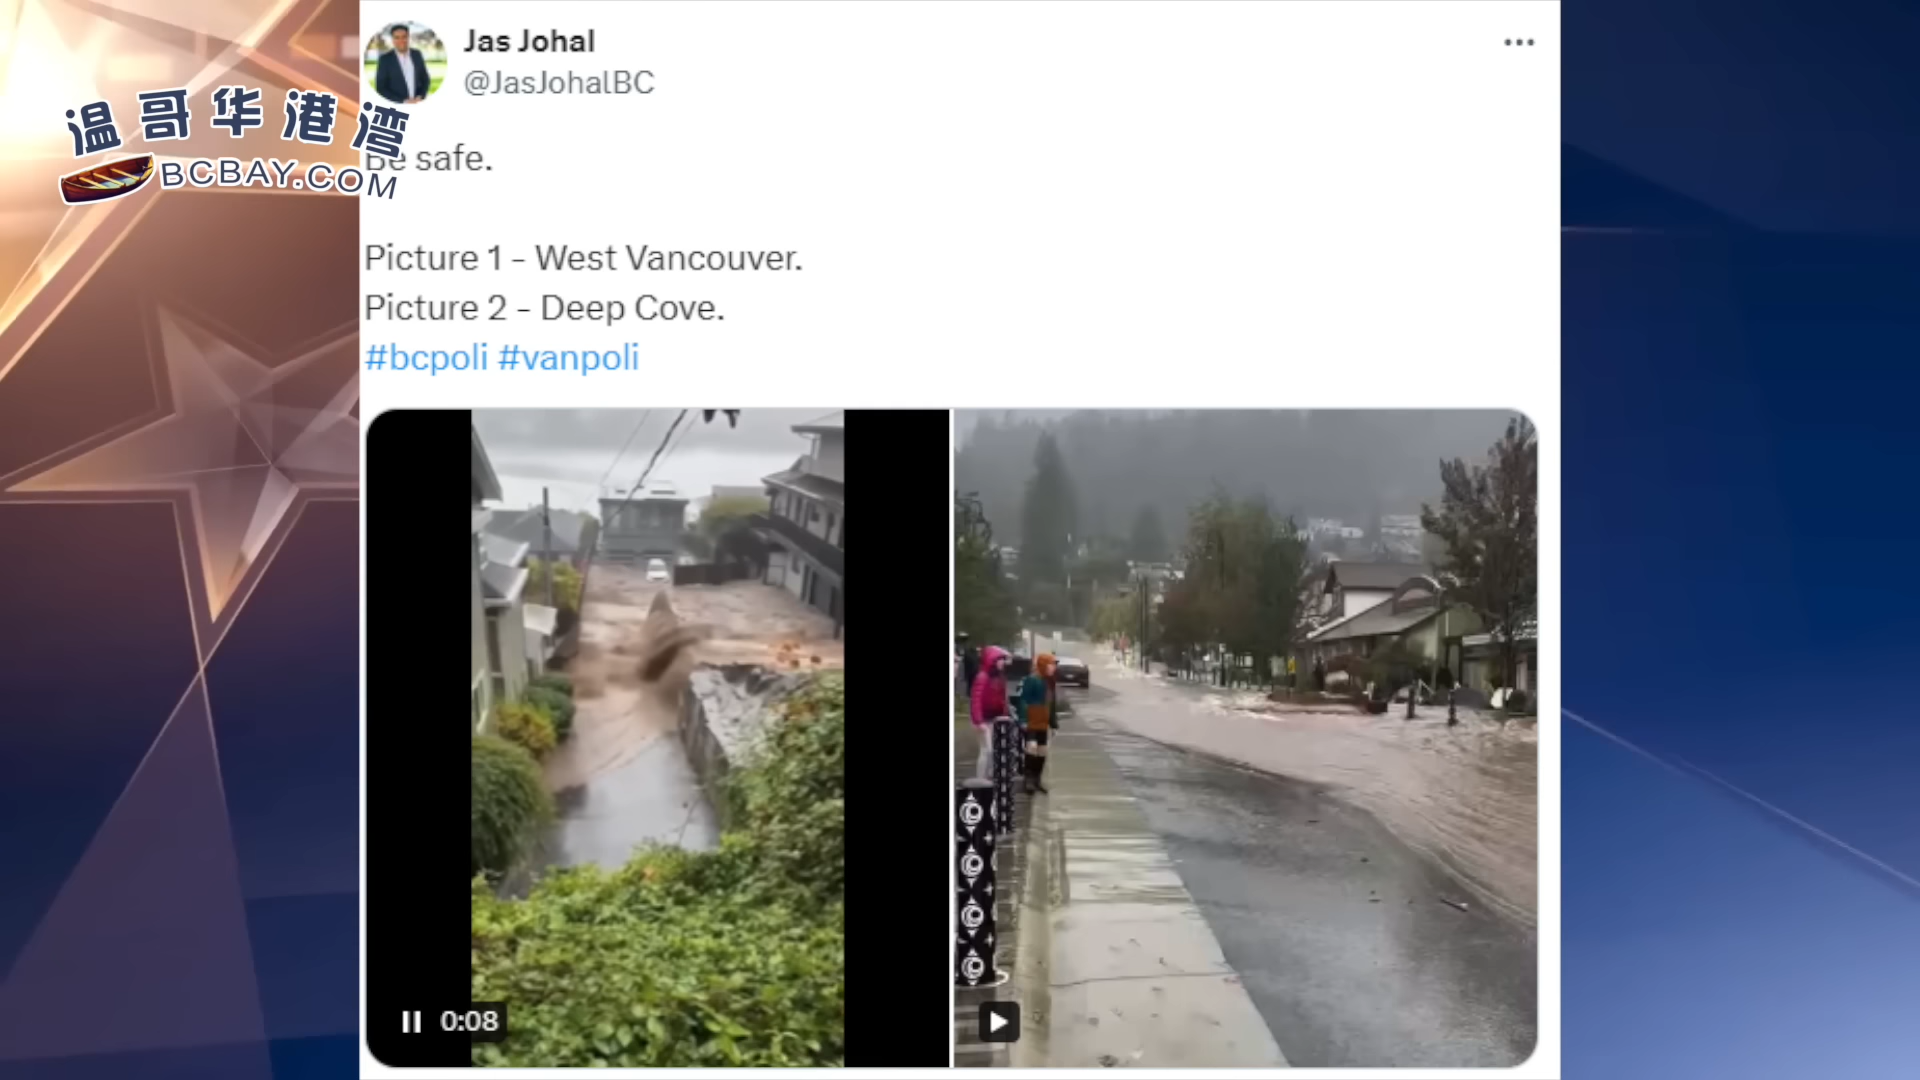 Jas Johal
@JasJohalBC
温哥华港湾
BCBAY.COM
Be safe.
Picture 1 - West Vancouver.
Picture 2 - Deep Cove.
#bcpoli #vanpoli
0:08